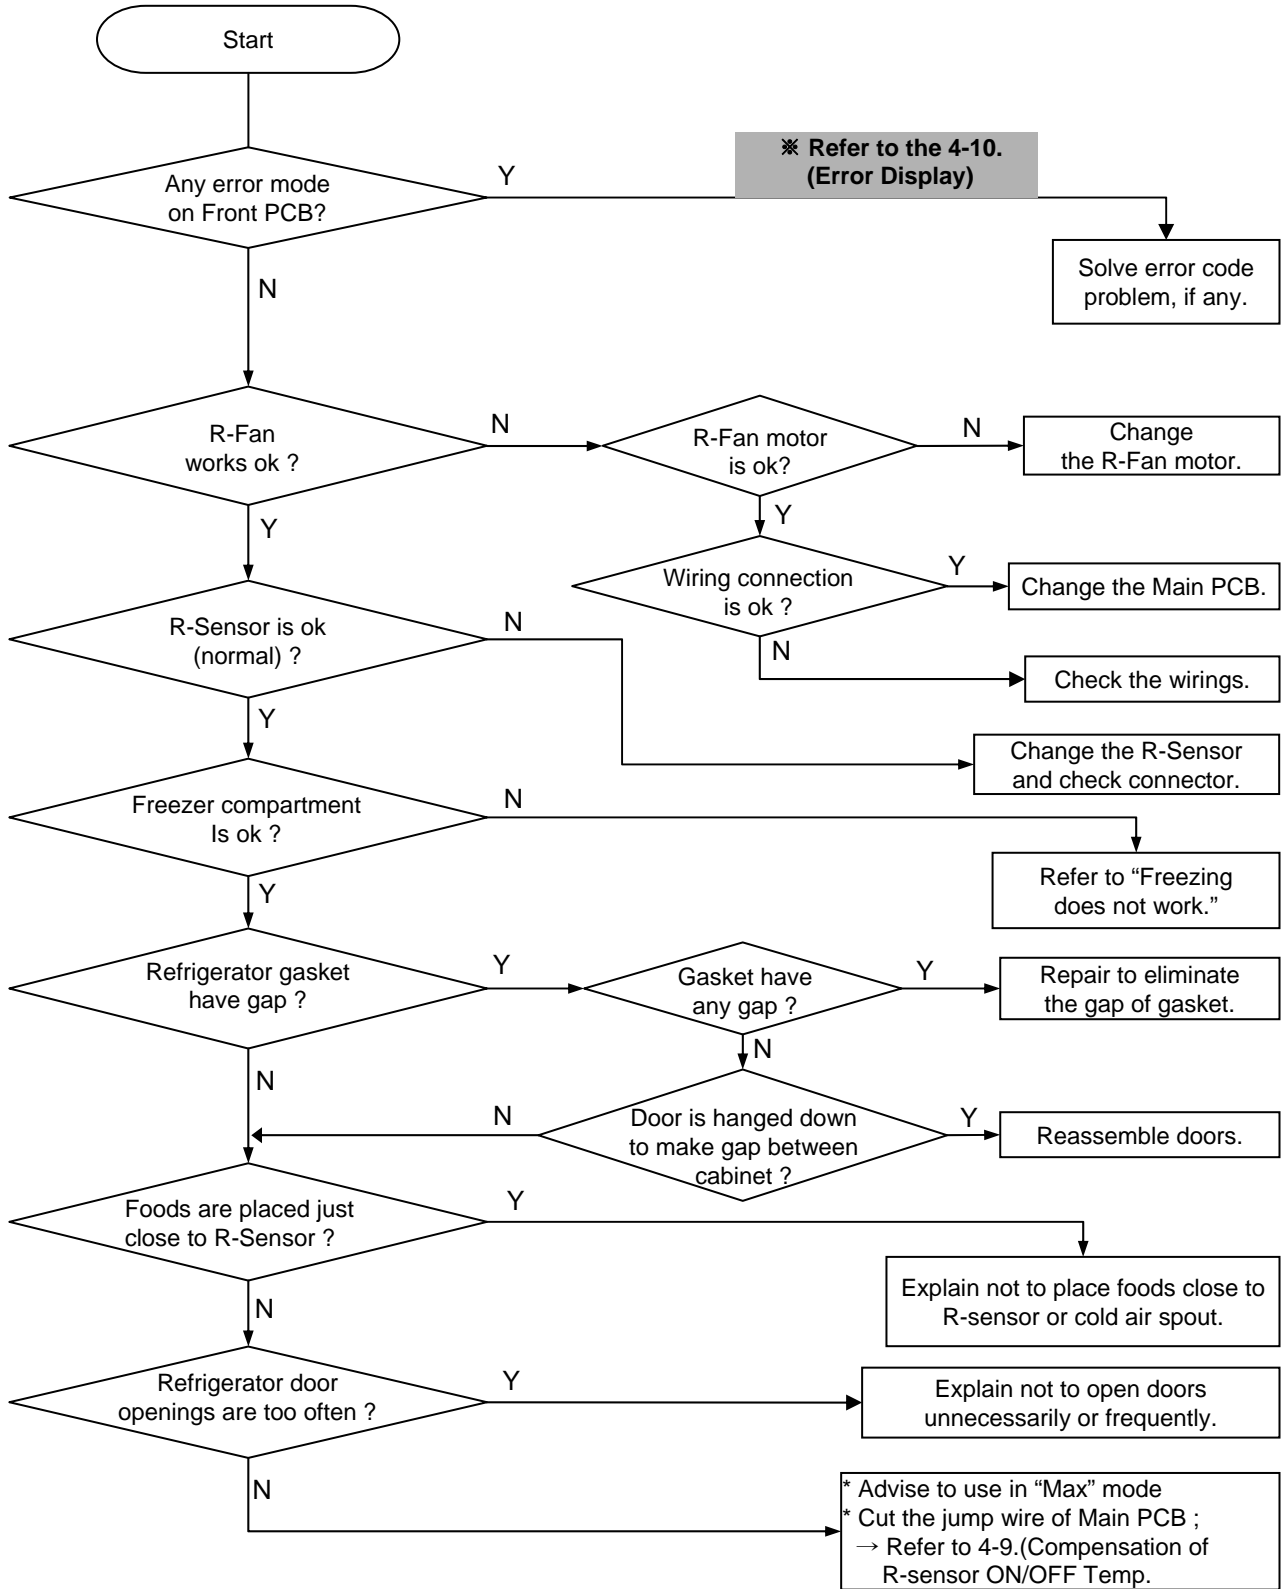 Start
Any error mode
on Front PCB?
Y
※ Refer to the 4-10.
(Error Display)
Solve error code
problem, if any.
N
R-Fan
works ok ?
N
R-Fan motor
is ok?
N
Change
the R-Fan motor.
Y
Y
Wiring connection
is ok ?
Y
Change the Main PCB.
N
Check the wirings.
R-Sensor is ok
(normal) ?
N
Change the R-Sensor
and check connector.
Y
Freezer compartment
Is ok ?
N
Refer to “Freezing
does not work.”
Y
Refrigerator gasket
have gap ?
Y
Gasket have
any gap ?
Y
Repair to eliminate
the gap of gasket.
N
N
Door is hanged down
to make gap between
cabinet ?
N
Y
Reassemble doors.
Foods are placed just
close to R-Sensor ?
Y
Explain not to place foods close to
R-sensor or cold air spout.
N
Refrigerator door
openings are too often ?
Y
Explain not to open doors
unnecessarily or frequently.
N
* Advise to use in “Max” mode
* Cut the jump wire of Main PCB ;
→ Refer to 4-9.(Compensation of
R-sensor ON/OFF Temp.